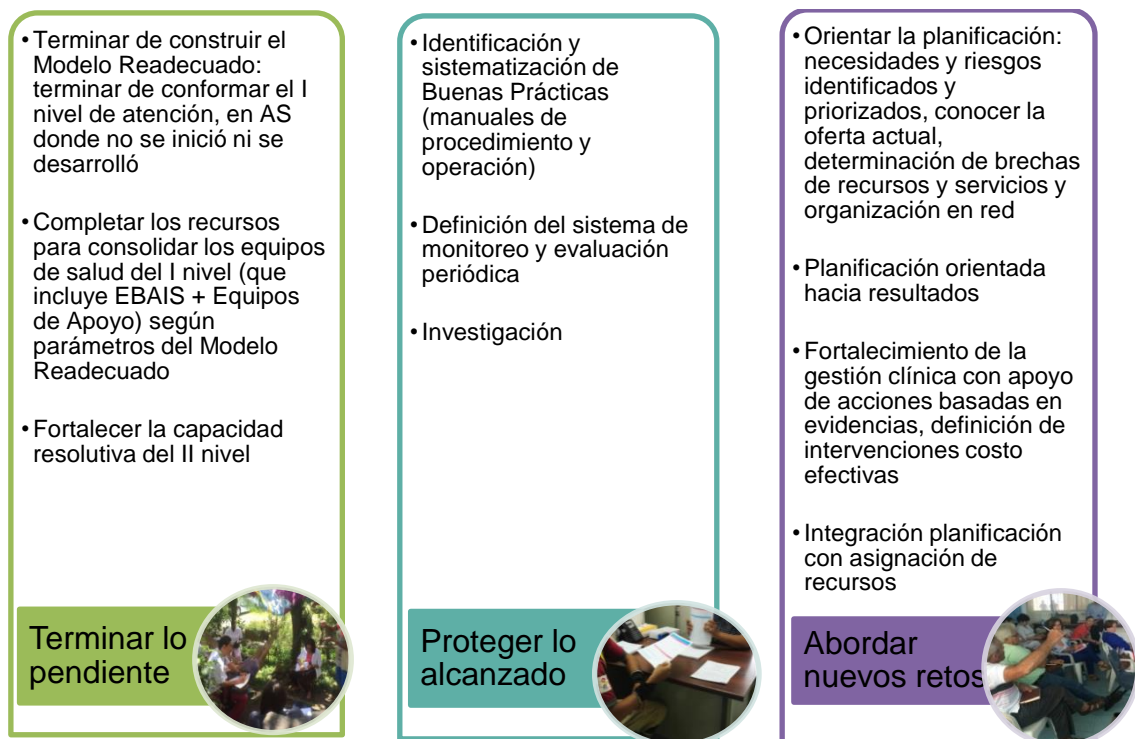 • Terminar de construir el
Modelo Readecuado:
terminar de conformar el I
nivel de atención, en AS
donde no se inició ni se
desarrolló
• Completar los recursos
para consolidar los equipos
de salud del I nivel (que
incluye EBAIS + Equipos
de Apoyo) según
parámetros del Modelo
Readecuado
• Fortalecer la capacidad
resolutiva del II nivel
Terminar lo
pendiente
• Identificación y
sistematización de
Buenas Prácticas
(manuales de
procedimiento y
operación)
• Definición del sistema de
monitoreo y evaluación
periódica
• Investigación
Proteger lo
alcanzado
• Orientar la planificación:
necesidades y riesgos
identificados y
priorizados, conocer la
oferta actual,
determinación de brechas
de recursos y servicios y
organización en red
• Planificación orientada
hacia resultados
• Fortalecimiento de la
gestión clínica con apoyo
de acciones basadas en
evidencias, definición de
intervenciones costo
efectivas
• Integración planificación
con asignación de
recursos
Abordar
nuevos retos